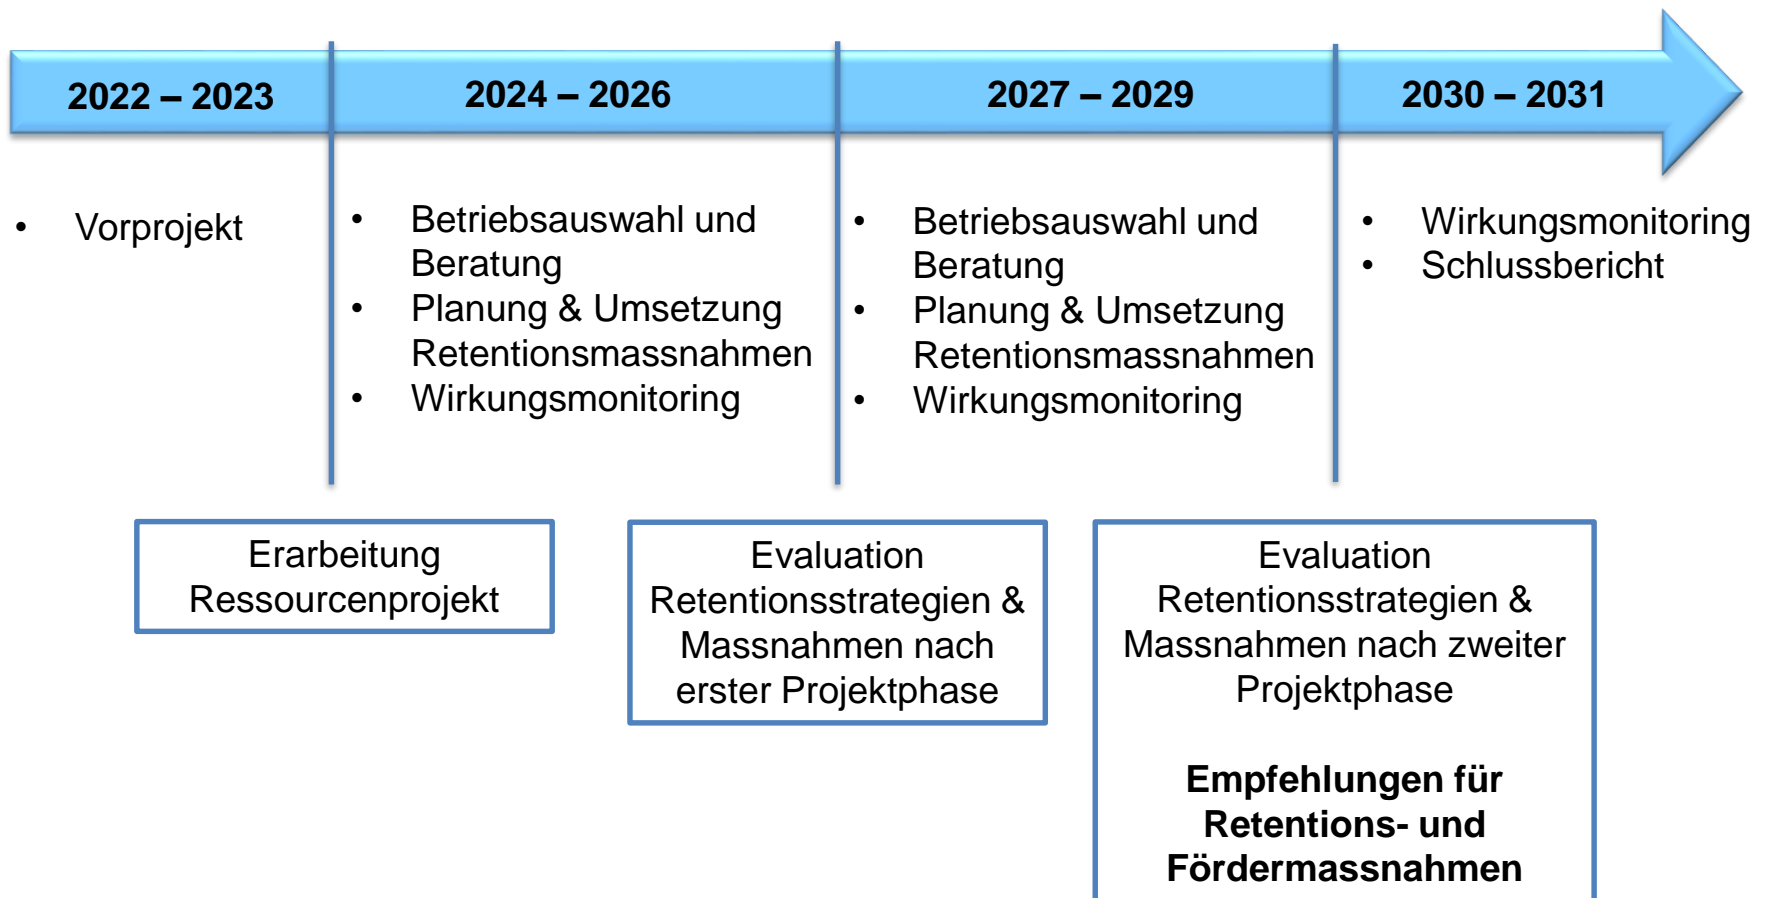 2022 – 2023
2024 – 2026
2027 – 2029
2030 – 2031
• Vorprojekt
• Betriebsauswahl und
Beratung
• Planung & Umsetzung
Retentionsmassnahmen
• Wirkungsmonitoring
• Betriebsauswahl und
Beratung
• Planung & Umsetzung
Retentionsmassnahmen
• Wirkungsmonitoring
• Wirkungsmonitoring
• Schlussbericht
Erarbeitung
Ressourcenprojekt
Evaluation
Retentionsstrategien &
Massnahmen nach
erster Projektphase
Evaluation
Retentionsstrategien &
Massnahmen nach zweiter
Projektphase
Empfehlungen für
Retentions- und
Fördermassnahmen